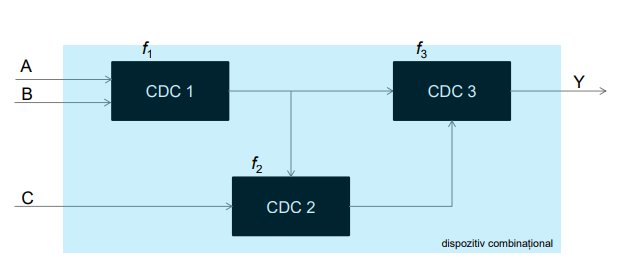 f1
f3
A
B
CDC 1
CDC 3
Y
f2
C
CDC 2
dispozitiv combinațional